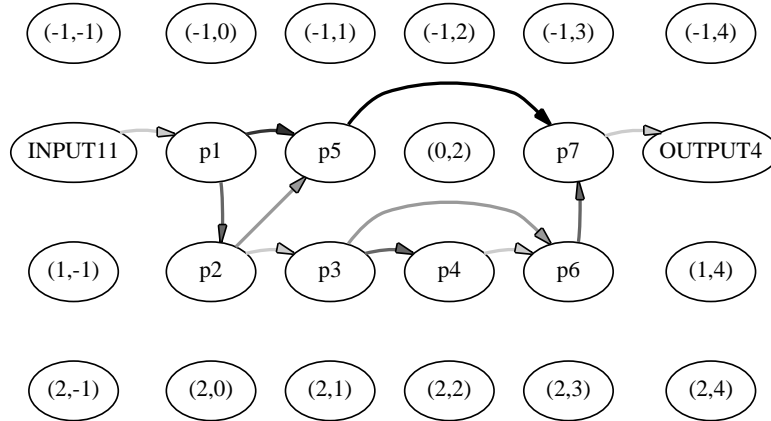 (-1,-1) (-1,0) (-1,1) (-1,2) (-1,3) (-1,4)
INPUT11 p1 p5 (0,2) p7 OUTPUT4
(1,-1) p2 p3 p4 p6 (1,4)
(2,-1) (2,0) (2,1) (2,2) (2,3) (2,4)